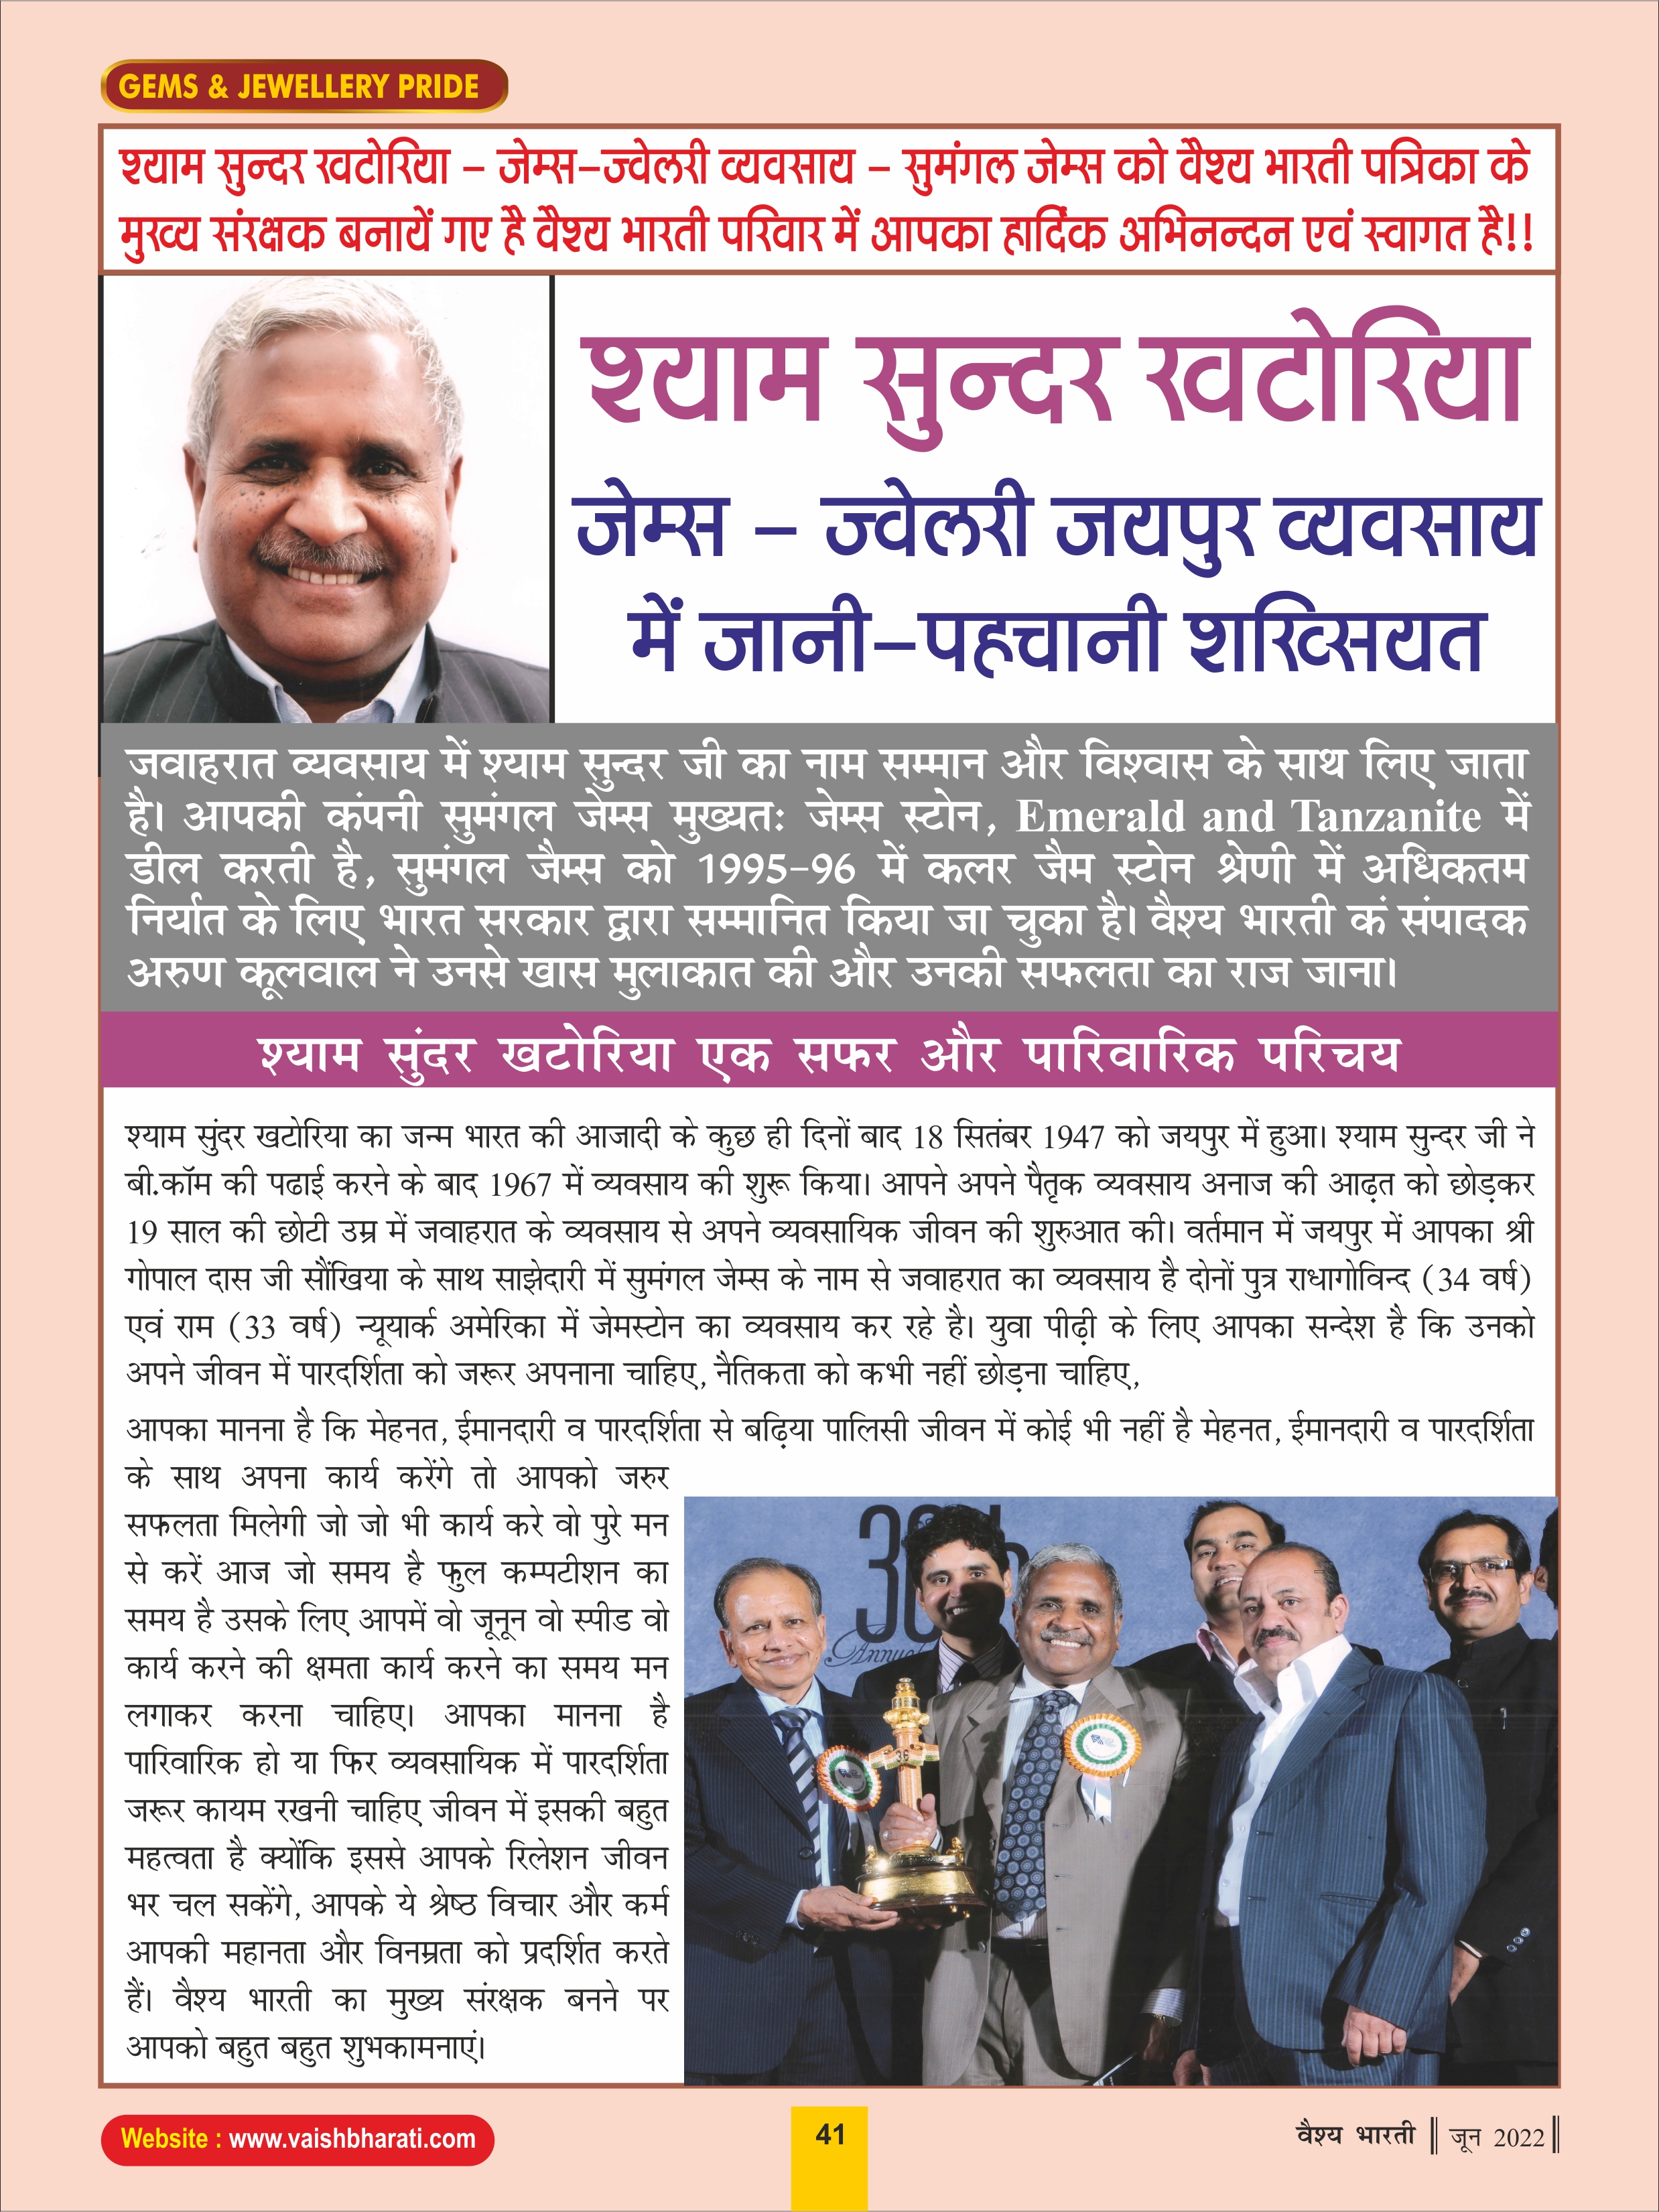 GEMS & JEWELLERY PRIDE
श्याम सुन्दर खटोरिया – जेम्स–ज्वेलरी व्यवसाय – सुमंगल जेम्स को वैश्य भारती पत्रिका के
मुख्य संरक्षक बनायें गए है वैश्य भारती परिवार में आपका हार्दिक अभिनन्दन एवं स्वागत है!!
श्याम सुन्दर खटोरिया
जेम्स – ज्वेलरी जयपुर व्यवसाय
में जानी–पहचानी शख्सियत
जवाहरात व्यवसाय में श्याम सुन्दर जी का नाम सम्मान और विश्वास के साथ लिए जाता
है। आपकी कंपनी सुमंगल जेम्स मुख्यतः जेम्स स्टोन, Emerald and Tanzanite में
डील करती है, सुमंगल जैम्स को 1995-96 में कलर जैम स्टोन श्रेणी में अधिकतम
निर्यात के लिए भारत सरकार द्वारा सम्मानित किया जा चुका है। वैश्य भारती कं संपादक
अरुण कूलवाल ने उनसे खास मुलाकात की और उनकी सफलता का राज जाना।
श्याम सुंदर खटोरिया एक सफर और पारिवारिक परिचय
श्याम सुंदर खटोरिया का जन्म भारत की आजादी के कुछ ही दिनों बाद 18 सितंबर 1947 को जयपुर में हुआ। श्याम सुन्दर जी ने
बी.कॉम की पढाई करने के बाद 1967 में व्यवसाय की शुरू किया। आपने अपने पैतृक व्यवसाय अनाज की आढ़त को छोड़कर
19 साल की छोटी उम्र में जवाहरात के व्यवसाय से अपने व्यवसायिक जीवन की शुरुआत की। वर्तमान में जयपुर में आपका श्री
गोपाल दास जी सौंखिया के साथ साझेदारी में सुमंगल जेम्स के नाम से जवाहरात का व्यवसाय है दोनों पुत्र राधागोविन्द (34 वर्ष)
एवं राम (33 वर्ष) न्यूयार्क अमेरिका में जेमस्टोन का व्यवसाय कर रहे है। युवा पीढ़ी के लिए आपका सन्देश है कि उनको
अपने जीवन में पारदर्शिता को जरूर अपनाना चाहिए, नैतिकता को कभी नहीं छोड़ना चाहिए,
आपका मानना है कि मेहनत, ईमानदारी व पारदर्शिता से बढ़िया पालिसी जीवन में कोई भी नहीं है मेहनत, ईमानदारी व पारदर्शिता
के साथ अपना कार्य करेंगे तो आपको जरुर
सफलता मिलेगी जो जो भी कार्य करे वो पुरे मन
से करें आज जो समय है फुल कम्पटीशन का
समय है उसके लिए आपमें वो जूनून वो स्पीड वो
कार्य करने की क्षमता कार्य करने का समय मन
लगाकर करना चाहिए। आपका मानना है
पारिवारिक हो या फिर व्यवसायिक में पारदर्शिता
जरूर कायम रखनी चाहिए जीवन में इसकी बहुत
महत्वता है क्योंकि इससे आपके रिलेशन जीवन
भर चल सकेंगे, आपके ये श्रेष्ठ विचार और कर्म
आपकी महानता और विनम्रता को प्रदर्शित करते
हैं। वैश्य भारती का मुख्य संरक्षक बनने पर
आपको बहुत बहुत शुभकामनाएं।
36
Website : www.vaishbharati.com
41
वैश्य भारती || जून 2022 ||